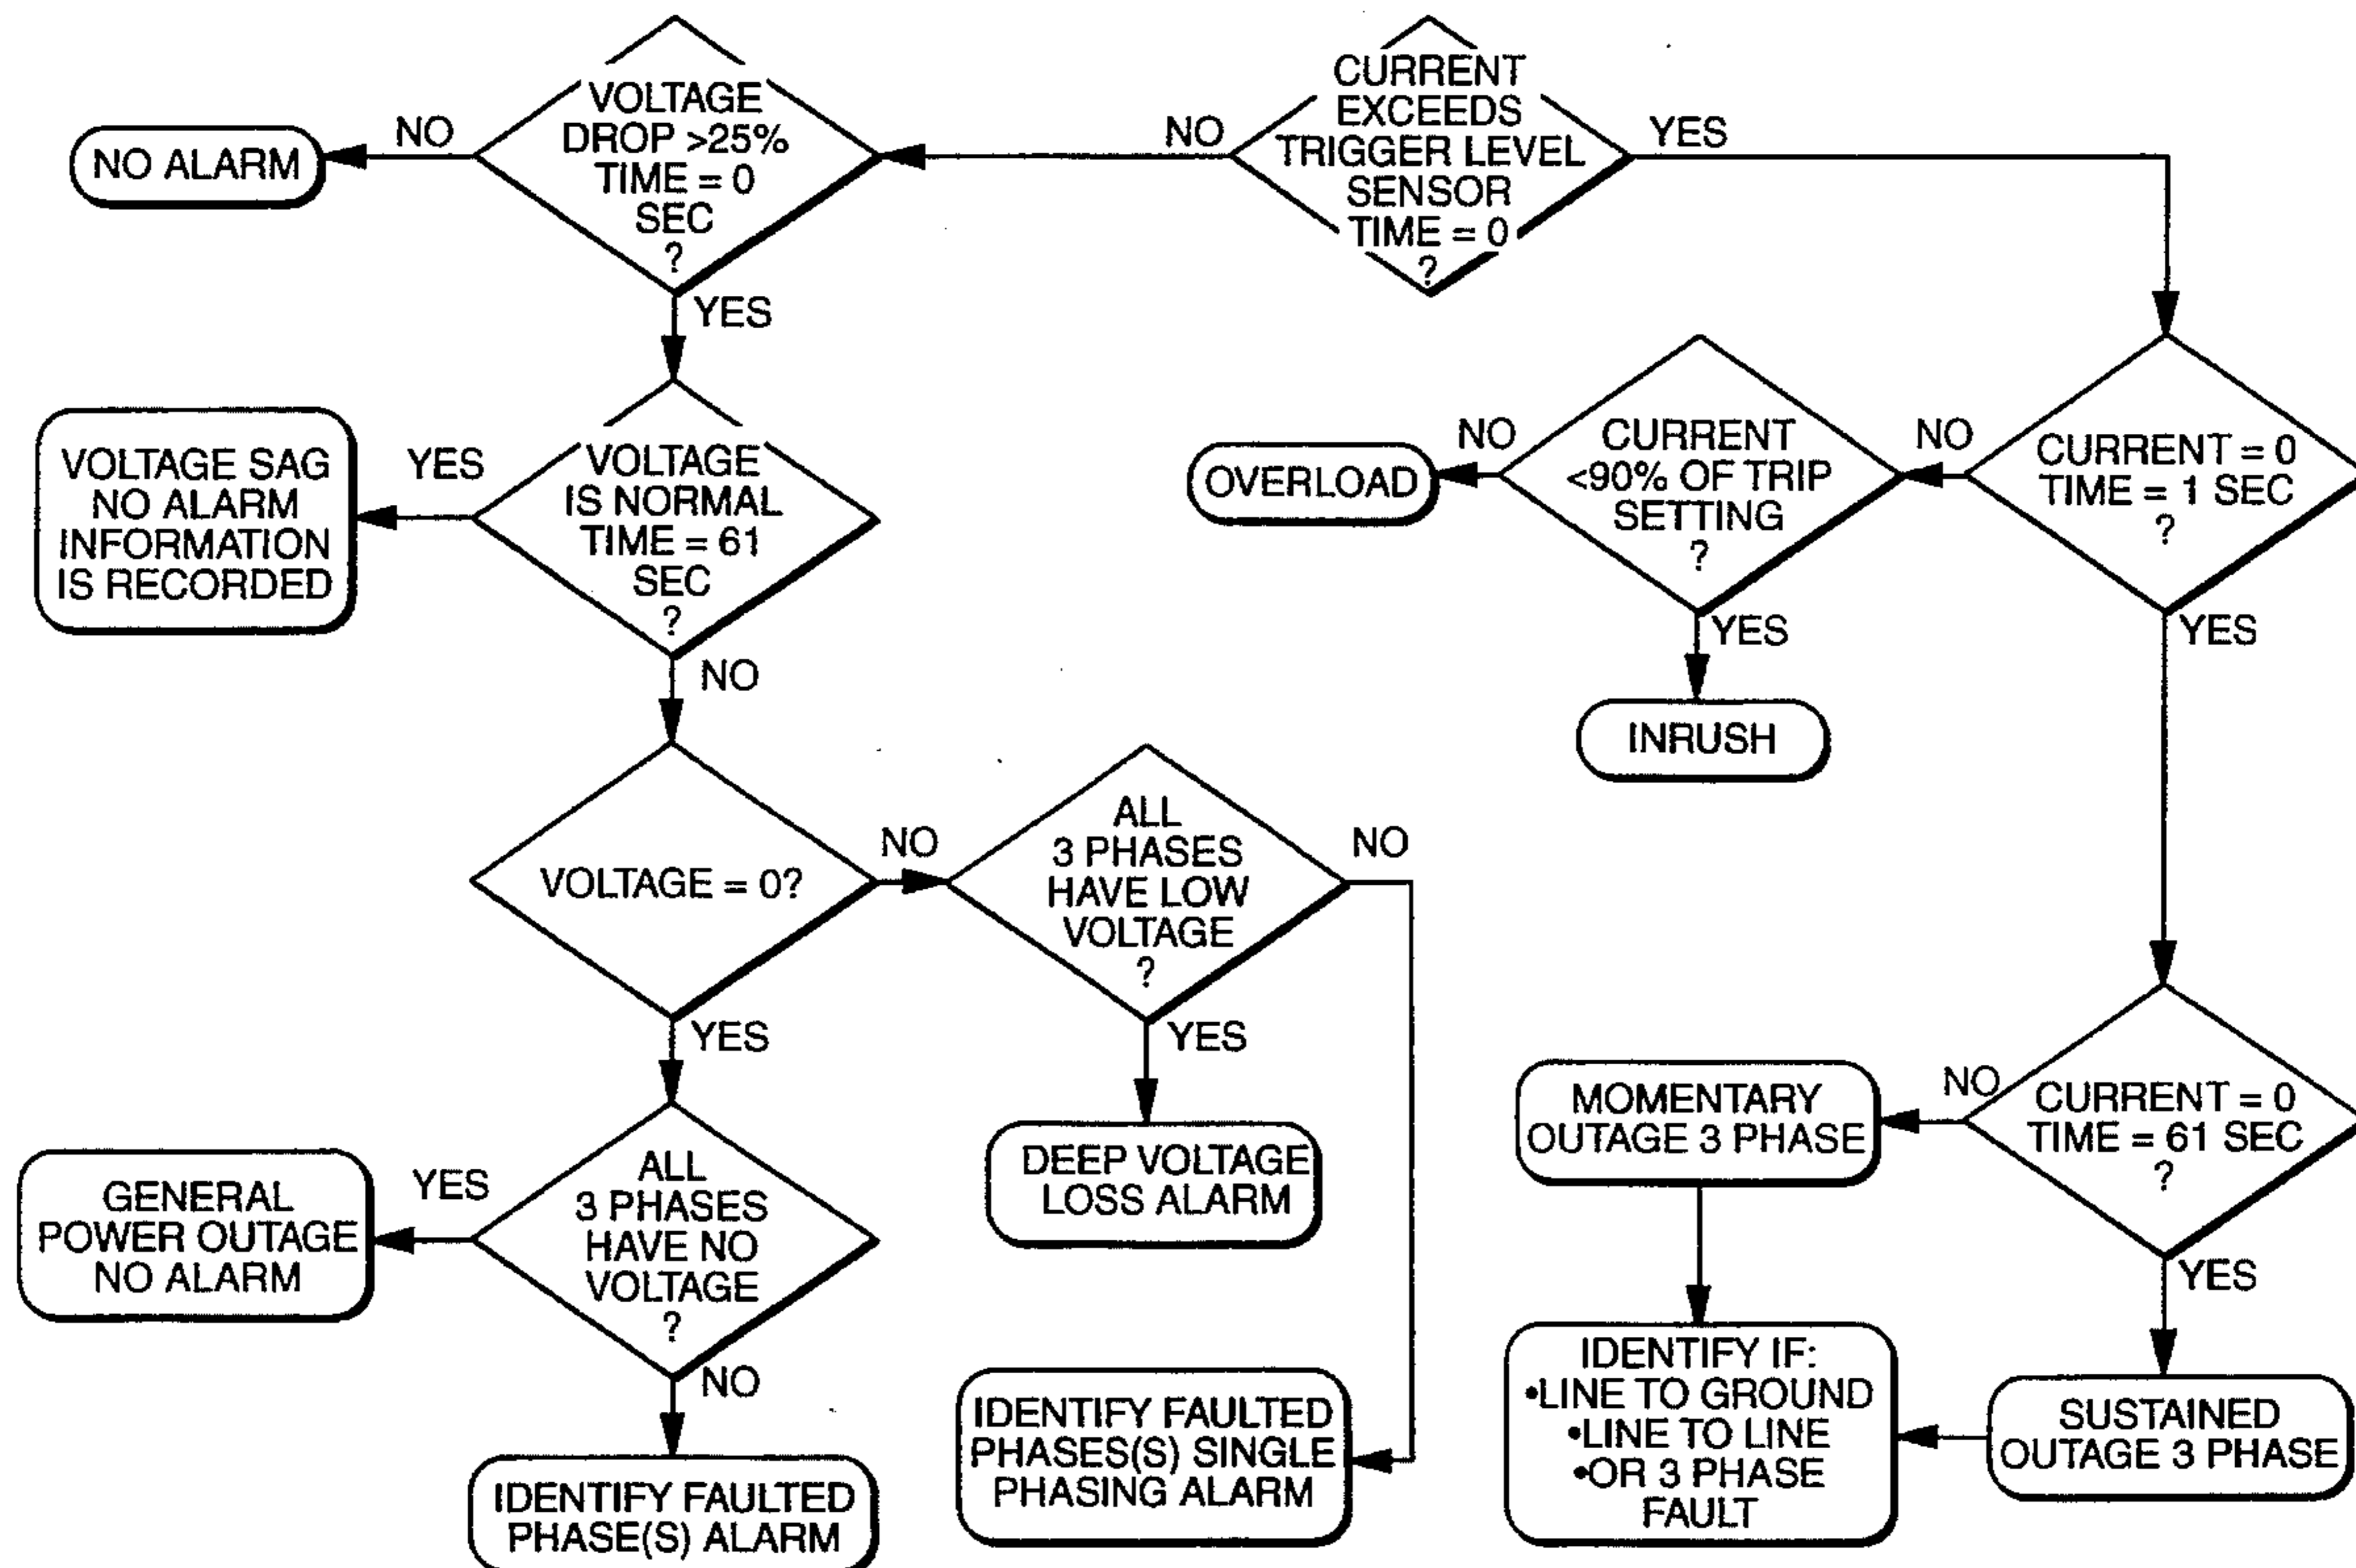 VOLTAGE
DROP >25%
TIME = 0
SEC
?
NO
NO ALARM
YES
CURRENT
EXCEEDS
TRIGGER LEVEL
SENSOR
TIME = 0
?
NO
YES
VOLTAGE
IS NORMAL
TIME = 61
SEC
?
YES
VOLTAGE SAG
NO ALARM
INFORMATION
IS RECORDED
NO
CURRENT = 0
TIME = 1 SEC
?
NO
YES
CURRENT
<90% OF TRIP
SETTING
?
NO
OVERLOAD
YES
INRUSH
VOLTAGE = 0?
NO
YES
ALL
3 PHASES
HAVE LOW
VOLTAGE
?
NO
YES
DEEP VOLTAGE
LOSS ALARM
ALL
3 PHASES
HAVE NO
VOLTAGE
?
YES
GENERAL
POWER OUTAGE
NO ALARM
NO
IDENTIFY FAULTED
PHASE(S) ALARM
IDENTIFY FAULTED
PHASES(S) SINGLE
PHASING ALARM
CURRENT = 0
TIME = 61 SEC
?
NO
MOMENTARY
OUTAGE 3 PHASE
YES
SUSTAINED
OUTAGE 3 PHASE
IDENTIFY IF:
•LINE TO GROUND
•LINE TO LINE
•OR 3 PHASE
FAULT